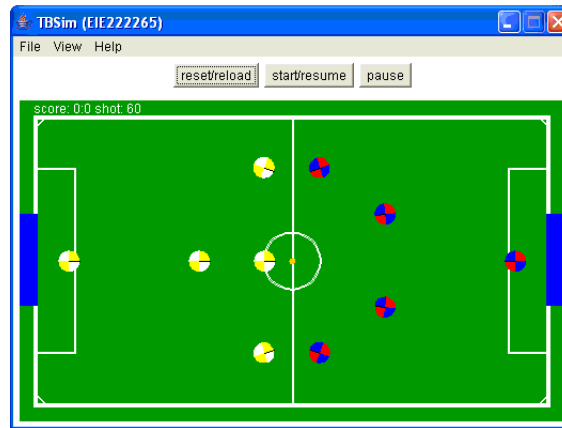 TBSim (EIE222265)
File View Help
reset/reload start/resume pause
score: 0:0 shot: 60